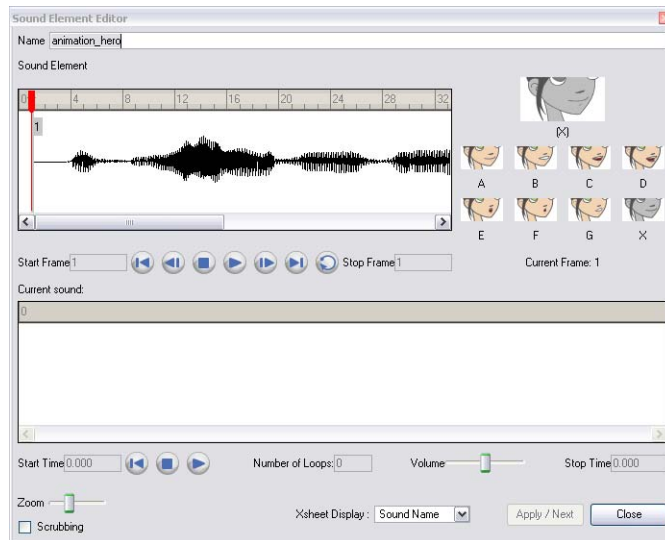 Sound Element Editor
Name animation_hero
Sound Element
0 4 8 12 16 20 24 28 32
1
(X)
A B C D
E F G X
Start Frame 1 Stop Frame 1 Current Frame: 1
Current sound:
0
Start Time 0.000 Number of Loops: 0 Volume Stop Time 0.000
Zoom
Scrubbing Xsheet Display : Sound Name Apply / Next Close